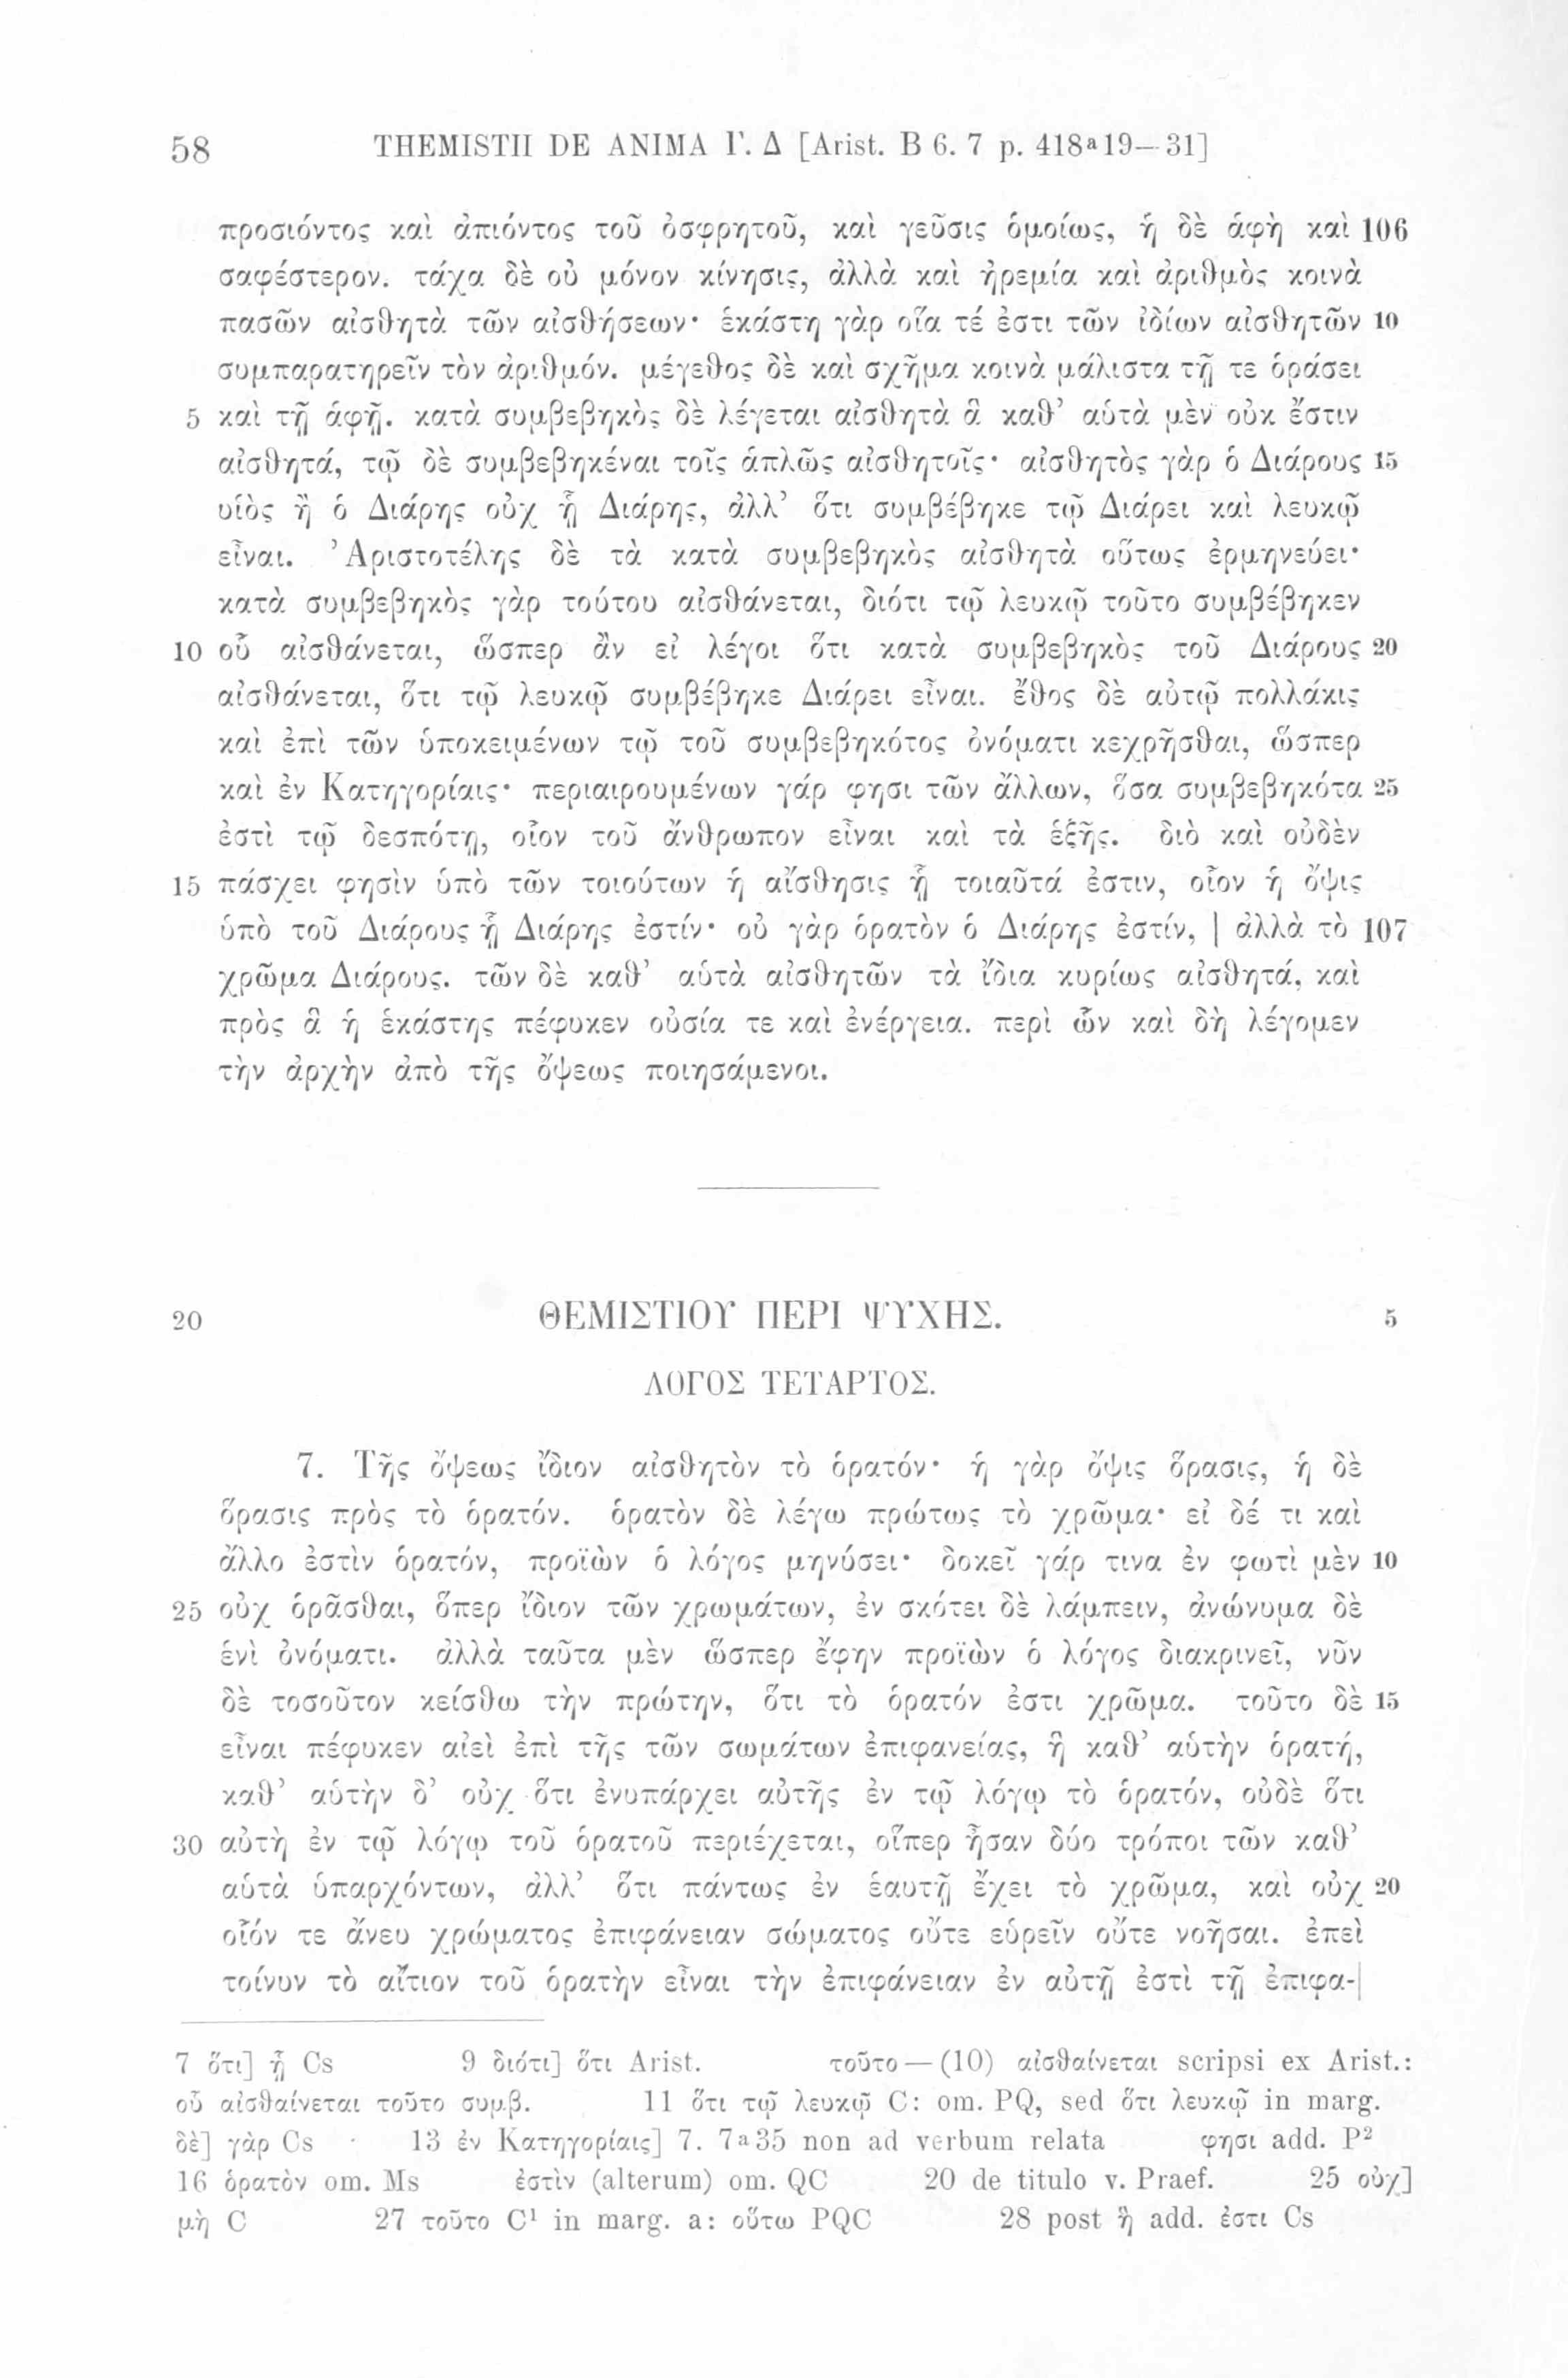 58 THEMISTII DE ANIMA Γ. Δ [Arist. B 6. 7 p. 418ª19—31]
προσιόντος καὶ ἀπιόντος τοῦ ὀσφρητοῦ, καὶ γεῦσις ὁμοίως, ἡ δὲ ἁφὴ καὶ 106
σαφέστερον. τάχα δὲ οὐ μόνον κίνησις, ἀλλὰ καὶ ἠρεμία καὶ ἀριθμὸς κοινὰ
πασῶν αἰσθητὰ τῶν αἰσθήσεων· ἑκάστη γὰρ οἵα τέ ἐστι τῶν ἰδίων αἰσθητῶν 10
συμπαρατηρεῖν τὸν ἀριθμόν. μέγεθος δὲ καὶ σχῆμα κοινὰ μάλιστα τῇ τε ὁράσει
5 καὶ τῇ ἁφῇ. κατὰ συμβεβηκὸς δὲ λέγεται αἰσθητὰ ἃ καθ’ αὑτὰ μὲν οὐκ ἔστιν
αἰσθητά, τῷ δὲ συμβεβηκέναι τοῖς ἁπλῶς αἰσθητοῖς· αἰσθητὸς γὰρ ὁ Διάρους 15
υἱὸς ἢ ὁ Διάρης οὐχ ᾗ Διάρης, ἀλλ’ ὅτι συμβέβηκε τῷ Διάρει καὶ λευκῷ
εἶναι. Ἀριστοτέλης δὲ τὰ κατὰ συμβεβηκὸς αἰσθητὰ οὕτως ἑρμηνεύει·
κατὰ συμβεβηκὸς γὰρ τούτου αἰσθάνεται, διότι τῷ λευκῷ τοῦτο συμβέβηκεν
10 οὗ αἰσθάνεται, ὥσπερ ἂν εἰ λέγοι ὅτι κατὰ συμβεβηκὸς τοῦ Διάρους 20
αἰσθάνεται, ὅτι τῷ λευκῷ συμβέβηκε Διάρει εἶναι. ἔθος δὲ αὐτῷ πολλάκις
καὶ ἐπὶ τῶν ὑποκειμένων τῷ τοῦ συμβεβηκότος ὀνόματι κεχρῆσθαι, ὥσπερ
καὶ ἐν Κατηγορίαις· περιαιρουμένων γάρ φησι τῶν ἄλλων, ὅσα συμβεβηκότα 25
ἐστὶ τῷ δεσπότῃ, οἷον τοῦ ἄνθρωπον εἶναι καὶ τὰ ἑξῆς. διὸ καὶ οὐδὲν
15 πάσχει φησὶν ὑπὸ τῶν τοιούτων ἡ αἴσθησις ᾗ τοιαῦτά ἐστιν, οἷον ἡ ὄψις
ὑπὸ τοῦ Διάρους ᾗ Διάρης ἐστίν· οὐ γὰρ ὁρατὸν ὁ Διάρης ἐστίν, | ἀλλὰ τὸ 107
χρῶμα Διάρους. τῶν δὲ καθ’ αὑτὰ αἰσθητῶν τὰ ἴδια κυρίως αἰσθητά, καὶ
πρὸς ἃ ἡ ἑκάστης πέφυκεν οὐσία τε καὶ ἐνέργεια. περὶ ὧν καὶ δὴ λέγομεν
τὴν ἀρχὴν ἀπὸ τῆς ὄψεως ποιησάμενοι.
20 ΘΕΜΙΣΤΙΟΥ ΠΕΡΙ ΨΥΧΗΣ. 5
ΛΟΓΟΣ ΤΕΤΑΡΤΟΣ.
7. Τῆς ὄψεως ἴδιον αἰσθητὸν τὸ ὁρατόν· ἡ γὰρ ὄψις ὅρασις, ἡ δὲ
ὅρασις πρὸς τὸ ὁρατόν. ὁρατὸν δὲ λέγω πρώτως τὸ χρῶμα· εἰ δέ τι καὶ
ἄλλο ἐστὶν ὁρατόν, προϊὼν ὁ λόγος μηνύσει· δοκεῖ γάρ τινα ἐν φωτὶ μὲν 10
25 οὐχ ὁρᾶσθαι, ὅπερ ἴδιον τῶν χρωμάτων, ἐν σκότει δὲ λάμπειν, ἀνώνυμα δὲ
ἑνὶ ὀνόματι. ἀλλὰ ταῦτα μὲν ὥσπερ ἔφην προϊὼν ὁ λόγος διακρινεῖ, νῦν
δὲ τοσοῦτον κείσθω τὴν πρώτην, ὅτι τὸ ὁρατόν ἐστι χρῶμα. τοῦτο δὲ 15
εἶναι πέφυκεν αἰεὶ ἐπὶ τῆς τῶν σωμάτων ἐπιφανείας, ἣ καθ’ αὑτὴν ὁρατή,
καθ’ αὑτὴν δ’ οὐχ ὅτι ἐνυπάρχει αὐτῆς ἐν τῷ λόγῳ τὸ ὁρατόν, οὐδὲ ὅτι
30 αὐτὴ ἐν τῷ λόγῳ τοῦ ὁρατοῦ περιέχεται, οἵπερ ἦσαν δύο τρόποι τῶν καθ’
αὑτὰ ὑπαρχόντων, ἀλλ’ ὅτι πάντως ἐν ἑαυτῇ ἔχει τὸ χρῶμα, καὶ οὐχ 20
οἷόν τε ἄνευ χρώματος ἐπιφάνειαν σώματος οὔτε εὑρεῖν οὔτε νοῆσαι. ἐπεὶ
τοίνυν τὸ αἴτιον τοῦ ὁρατὴν εἶναι τὴν ἐπιφάνειαν ἐν αὐτῇ ἐστὶ τῇ ἐπιφα-|
7 ὅτι] ᾗ Cs 9 διότι] ὅτι Arist. τοῦτο — (10) αἰσθαίνεται scripsi ex Arist.:
οὗ αἰσθαίνεται τοῦτο συμβ. 11 ὅτι τῷ λευκῷ C: om. PQ, sed ὅτι λευκῷ in marg.
δὲ] γὰρ Cs 13 ἐν Κατηγορίαις] 7. 7ª35 non ad verbum relata φησι add. P²
16 ὁρατὸν om. Ms ἐστὶν (alterum) om. QC 20 de titulo v. Praef. 25 οὐχ]
μὴ C 27 τοῦτο C¹ in marg. a: οὕτω PQC 28 post ἣ add. ἐστι Cs